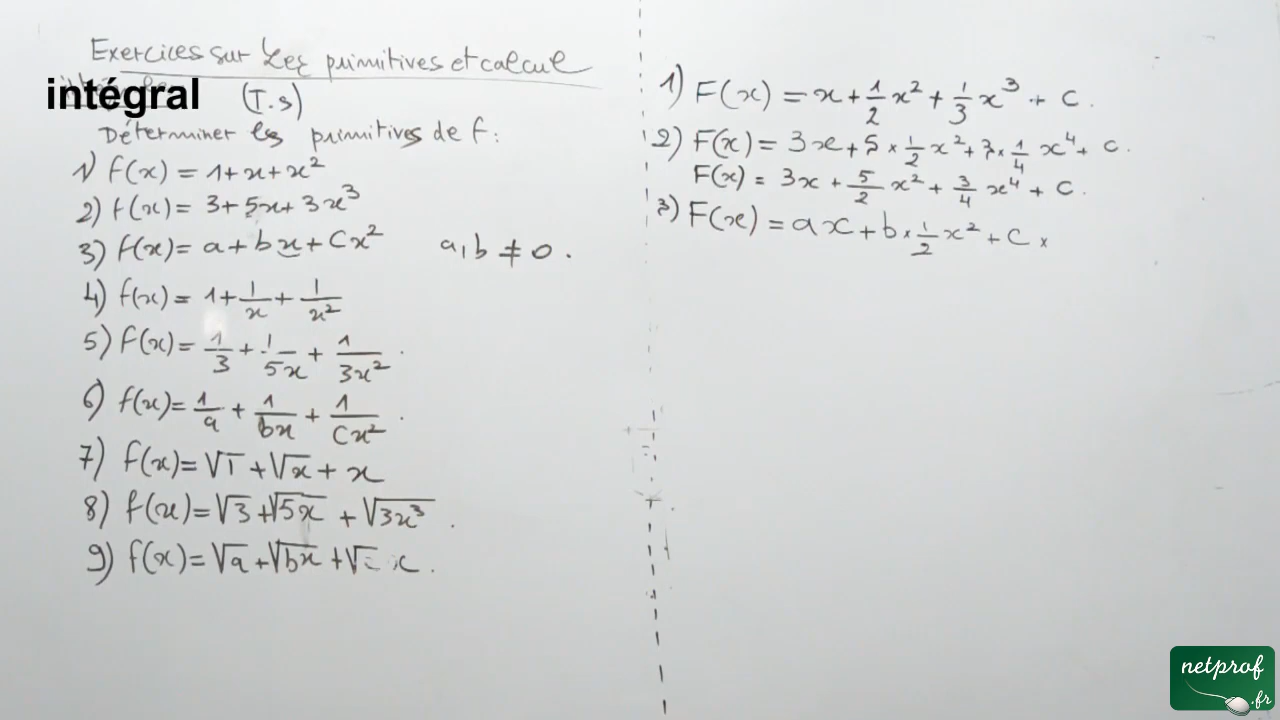 Exercices sur Les primitives et calcul
intégral
(T.S)
Déterminer les primitives de f:
1) f(x) = 1+x+x²
2) f(x) = 3+5x+3x³
3) f(x) = a+bx+Cx² a,b ≠ 0.
4) f(x) = 1+1/x+1/x²
5) f(x) = 1/3 + 1/5x + 1/3x².
6) f(x) = 1/a + 1/bx + 1/Cx².
7) f(x) = √1 + √x + x
8) f(x) = √3 + √5x + √3x³.
9) f(x) = √a + √bx + √ x.
1) F(x) = x + 1/2 x² + 1/3 x³ + C.
2) F(x) = 3x + 5 × 1/2 x² + 3 × 1/4 x⁴ + C.
F(x) = 3x + 5/2 x² + 3/4 x⁴ + C.
3) F(x) = ax + b × 1/2 x² + C ×
netprof
.fr